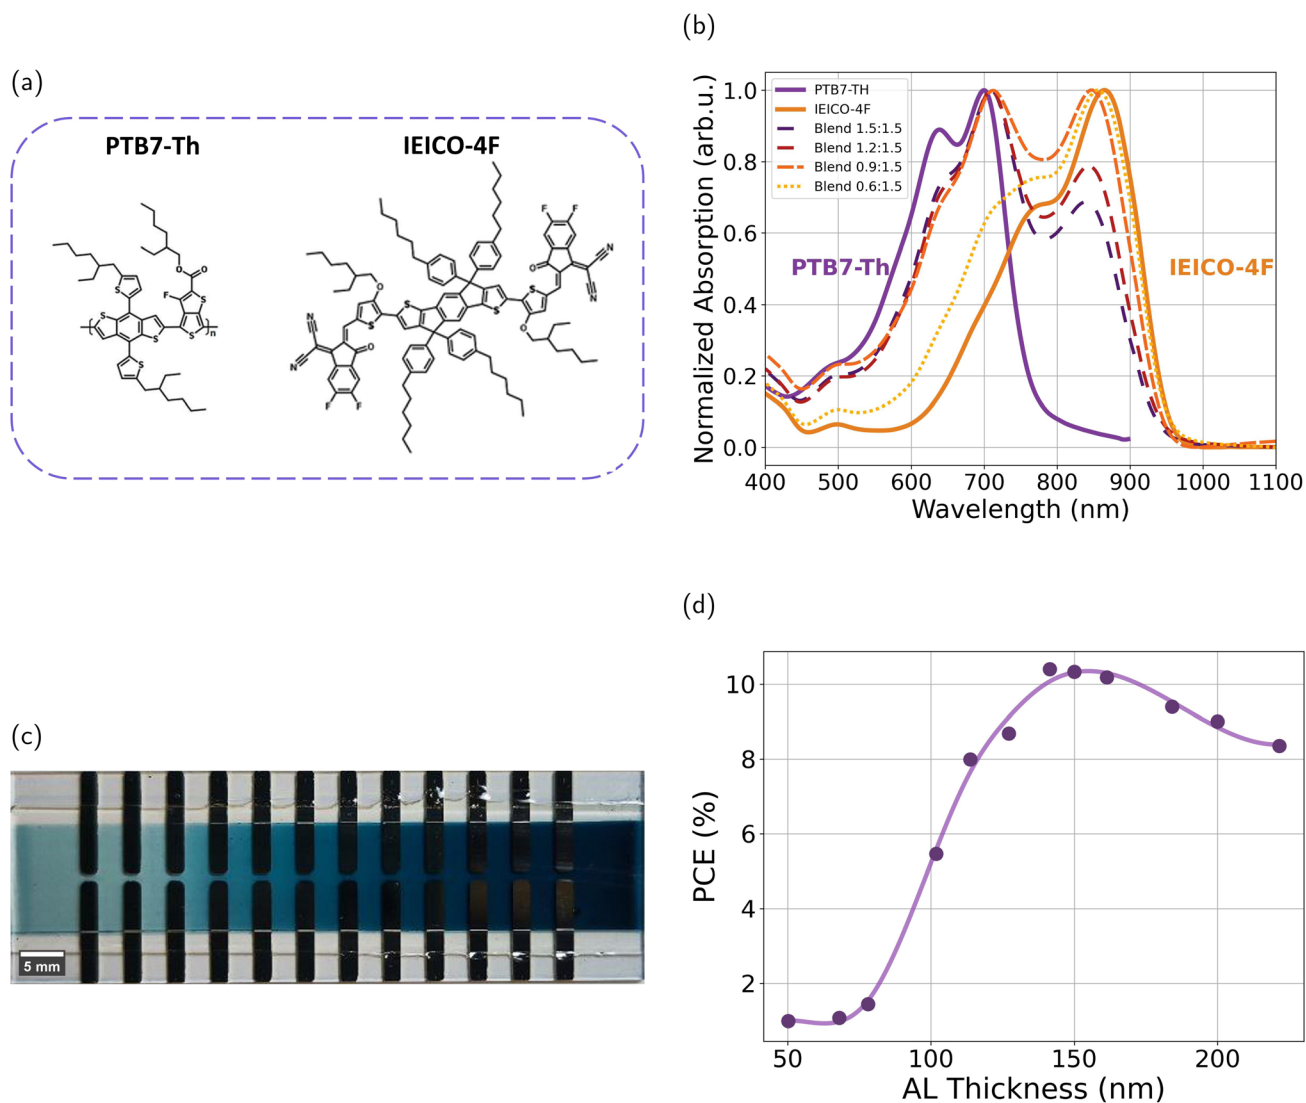 (a)
PTB7-Th
IEICO-4F
(b)
Normalized Absorption (arb.u.)
1.0
0.8
0.6
0.4
0.2
0.0
PTB7-TH
IEICO-4F
Blend 1.5:1.5
Blend 1.2:1.5
Blend 0.9:1.5
Blend 0.6:1.5
PTB7-Th
IEICO-4F
400 500 600 700 800 900 1000 1100
Wavelength (nm)
(c)
5 mm
(d)
PCE (%)
10
8
6
4
2
50 100 150 200
AL Thickness (nm)